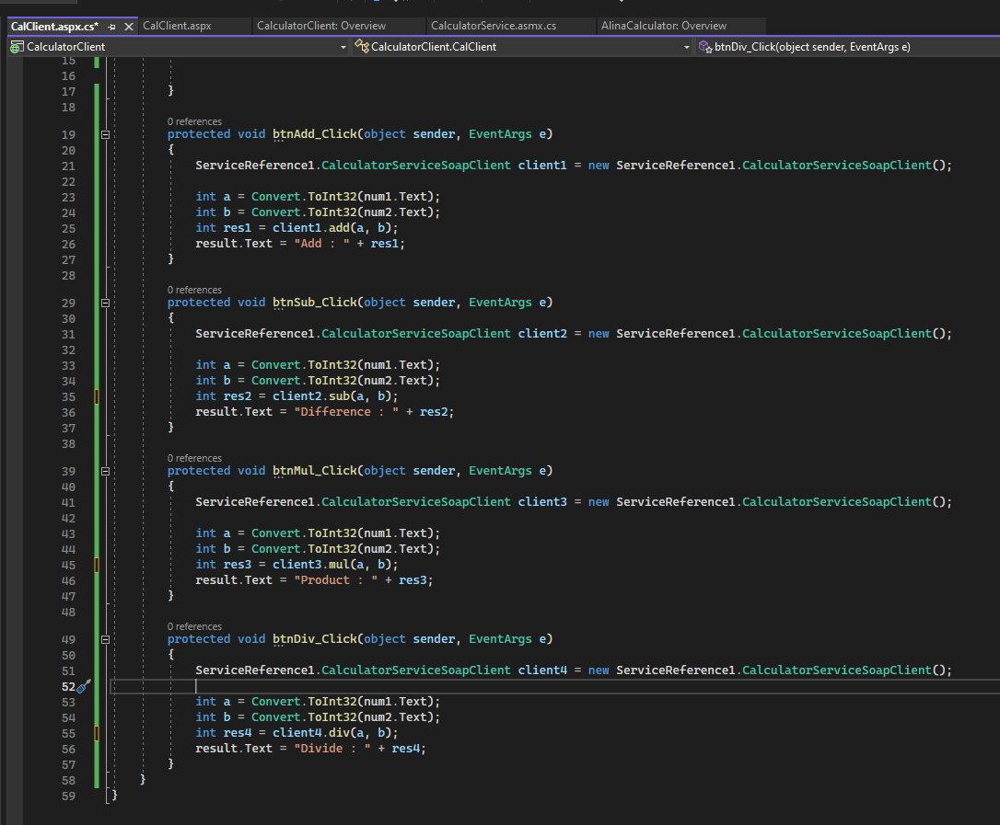 CalClient.aspx.cs* CalClient.aspx CalculatorClient: Overview CalculatorService.asmx.cs AlinaCalculator: Overview
CalculatorClient CalculatorClient.CalClient btnDiv_Click(object sender, EventArgs e)
15
16
17 }
18
0 references
19 protected void btnAdd_Click(object sender, EventArgs e)
20 {
21 ServiceReference1.CalculatorServiceSoapClient client1 = new ServiceReference1.CalculatorServiceSoapClient();
22
23 int a = Convert.ToInt32(num1.Text);
24 int b = Convert.ToInt32(num2.Text);
25 int res1 = client1.add(a, b);
26 result.Text = "Add : " + res1;
27 }
28
0 references
29 protected void btnSub_Click(object sender, EventArgs e)
30 {
31 ServiceReference1.CalculatorServiceSoapClient client2 = new ServiceReference1.CalculatorServiceSoapClient();
32
33 int a = Convert.ToInt32(num1.Text);
34 int b = Convert.ToInt32(num2.Text);
35 int res2 = client2.sub(a, b);
36 result.Text = "Difference : " + res2;
37 }
38
0 references
39 protected void btnMul_Click(object sender, EventArgs e)
40 {
41 ServiceReference1.CalculatorServiceSoapClient client3 = new ServiceReference1.CalculatorServiceSoapClient();
42
43 int a = Convert.ToInt32(num1.Text);
44 int b = Convert.ToInt32(num2.Text);
45 int res3 = client3.mul(a, b);
46 result.Text = "Product : " + res3;
47 }
48
0 references
49 protected void btnDiv_Click(object sender, EventArgs e)
50 {
51 ServiceReference1.CalculatorServiceSoapClient client4 = new ServiceReference1.CalculatorServiceSoapClient();
52
53 int a = Convert.ToInt32(num1.Text);
54 int b = Convert.ToInt32(num2.Text);
55 int res4 = client4.div(a, b);
56 result.Text = "Divide : " + res4;
57 }
58 }
59 }